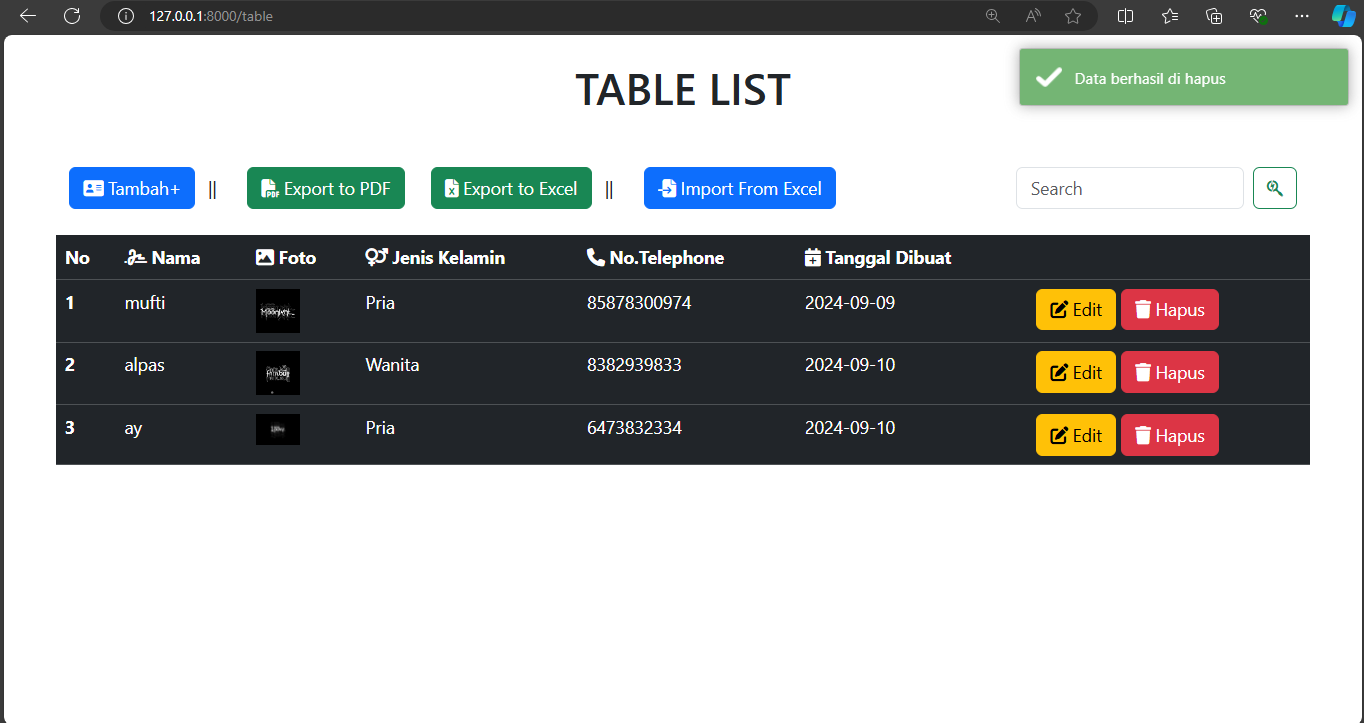 127.0.0.1:8000/table
Data berhasil di hapus
TABLE LIST
Tambah+ || Export to PDF Export to Excel || Import From Excel Search
No Nama Foto Jenis Kelamin No.Telephone Tanggal Dibuat
1 mufti Pria 85878300974 2024-09-09 Edit Hapus
2 alpas Wanita 8382939833 2024-09-10 Edit Hapus
3 ay Pria 6473832334 2024-09-10 Edit Hapus